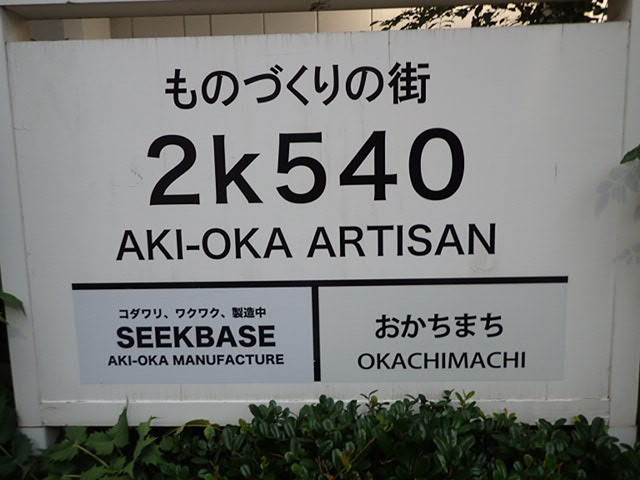 ものづくりの街
2k540
AKI-OKA ARTISAN
コダワリ、ワクワク、製造中
SEEKBASE
AKI-OKA MANUFACTURE
おかちまち
OKACHIMACHI